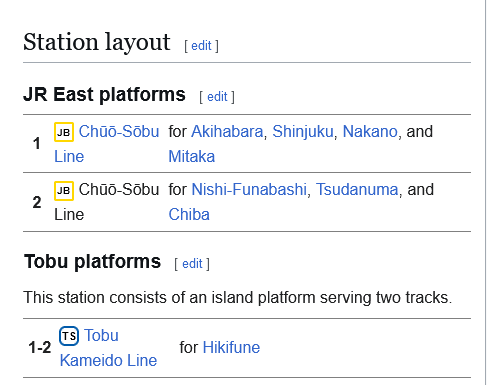 Station layout [ edit ]
JR East platforms [ edit ]
1 JB Chūō-Sōbu Line for Akihabara, Shinjuku, Nakano, and Mitaka
2 JB Chūō-Sōbu Line for Nishi-Funabashi, Tsudanuma, and Chiba
Tobu platforms [ edit ]
This station consists of an island platform serving two tracks.
1-2 TS Tobu Kameido Line for Hikifune